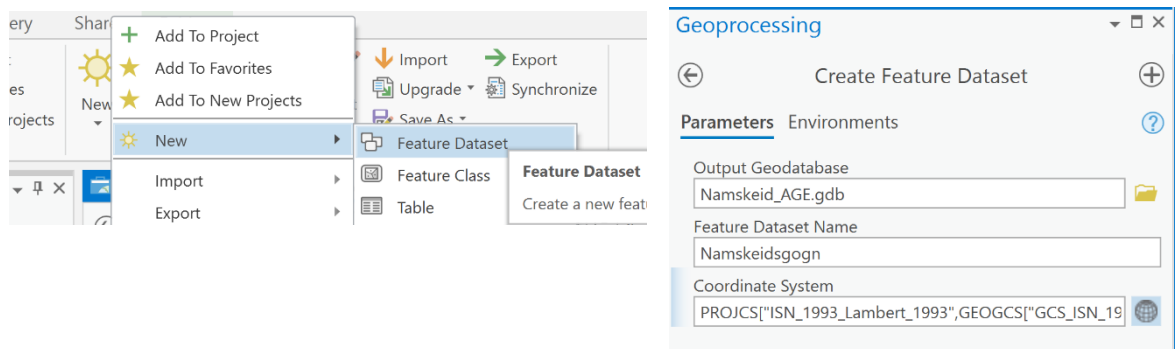 ery Shar
Add To Project
Add To Favorites
Add To New Projects
New
Import
Export
es
rojects
New
Import Export
Upgrade Synchronize
Save As
Feature Dataset
Feature Class
Table
Feature Dataset
Create a new feat
Geoprocessing
Create Feature Dataset
Parameters Environments
Output Geodatabase
Namskeid_AGE.gdb
Feature Dataset Name
Namskeidsgogn
Coordinate System
PROJCS["ISN_1993_Lambert_1993",GEOGCS["GCS_ISN_19